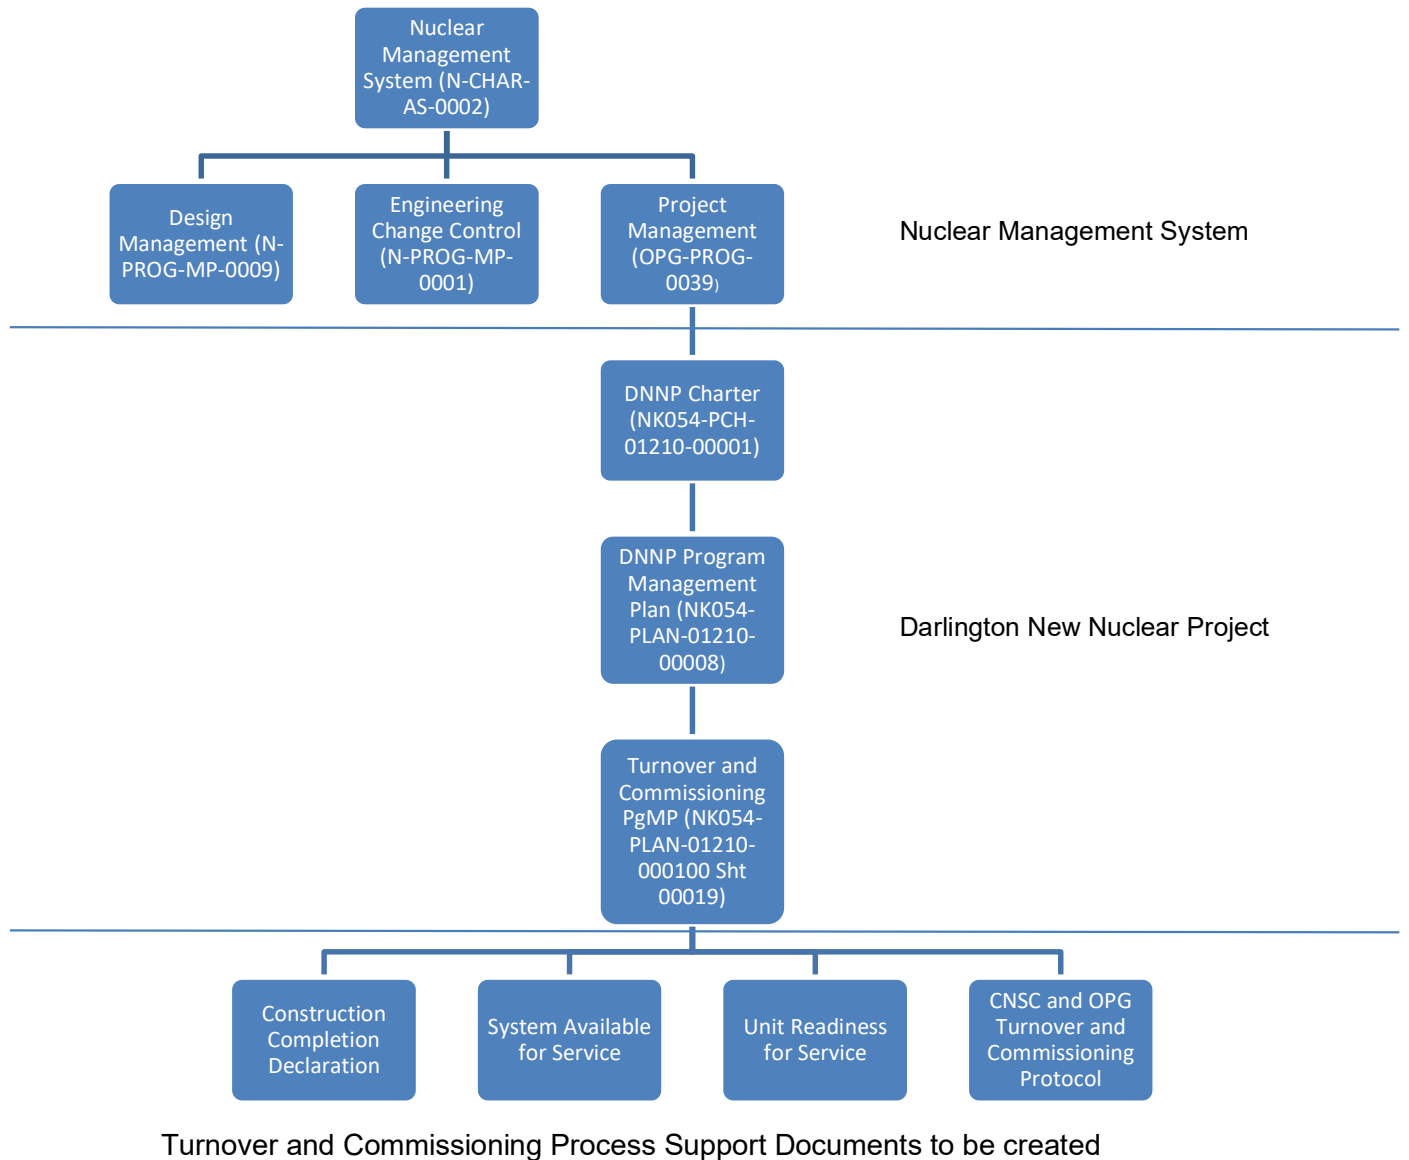 Nuclear
Management
System (N-CHAR-
AS-0002)
Design
Management (N-
PROG-MP-0009)
Engineering
Change Control
(N-PROG-MP-
0001)
Project
Management
(OPG-PROG-
0039)
Nuclear Management System
DNNP Charter
(NK054-PCH-
01210-00001)
DNNP Program
Management
Plan (NK054-
PLAN-01210-
00008)
Darlington New Nuclear Project
Turnover and
Commissioning
PgMP (NK054-
PLAN-01210-
000100 Sht
00019)
Construction
Completion
Declaration
System Available
for Service
Unit Readiness
for Service
CNSC and OPG
Turnover and
Commissioning
Protocol
Turnover and Commissioning Process Support Documents to be created